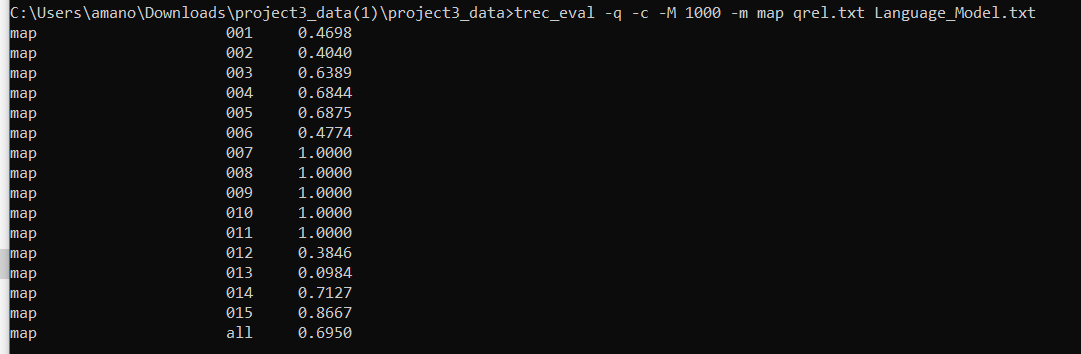 C:\Users\amano\Downloads\project3_data(1)\project3_data>trec_eval -q -c -M 1000 -m map qrel.txt Language_Model.txt
map 001 0.4698
map 002 0.4040
map 003 0.6389
map 004 0.6844
map 005 0.6875
map 006 0.4774
map 007 1.0000
map 008 1.0000
map 009 1.0000
map 010 1.0000
map 011 1.0000
map 012 0.3846
map 013 0.0984
map 014 0.7127
map 015 0.8667
map all 0.6950